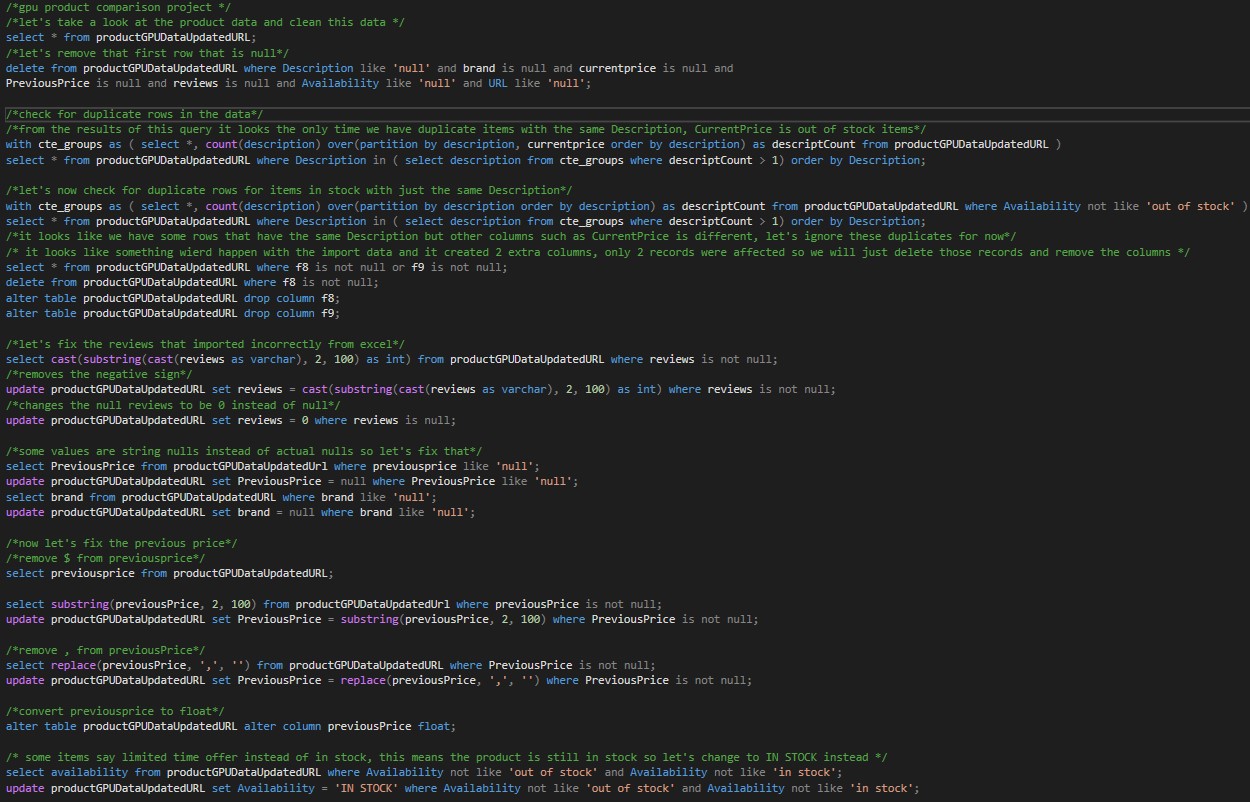 /*gpu product comparison project */
/*let's take a look at the product data and clean this data */
select * from productGPUDataUpdatedURL;
/*let's remove that first row that is null*/
delete from productGPUDataUpdatedURL where Description like 'null' and brand is null and currentprice is null and
PreviousPrice is null and reviews is null and Availability like 'null' and URL like 'null';
/*check for duplicate rows in the data*/
/*from the results of this query it looks the only time we have duplicate items with the same Description, CurrentPrice is out of stock items*/
with cte_groups as ( select *, count(description) over(partition by description, currentprice order by description) as descriptCount from productGPUDataUpdatedURL )
select * from productGPUDataUpdatedURL where Description in ( select description from cte_groups where descriptCount > 1) order by Description;
/*let's now check for duplicate rows for items in stock with just the same Description*/
with cte_groups as ( select *, count(description) over(partition by description order by description) as descriptCount from productGPUDataUpdatedURL where Availability not like 'out of stock' )
select * from productGPUDataUpdatedURL where Description in ( select description from cte_groups where descriptCount > 1) order by Description;
/*it looks like we have some rows that have the same Description but other columns such as CurrentPrice is different, let's ignore these duplicates for now*/
/* it looks like something wierd happen with the import data and it created 2 extra columns, only 2 records were affected so we will just delete those records and remove the columns */
select * from productGPUDataUpdatedURL where f8 is not null or f9 is not null;
delete from productGPUDataUpdatedURL where f8 is not null;
alter table productGPUDataUpdatedURL drop column f8;
alter table productGPUDataUpdatedURL drop column f9;
/*let's fix the reviews that imported incorrectly from excel*/
select cast(substring(cast(reviews as varchar), 2, 100) as int) from productGPUDataUpdatedURL where reviews is not null;
/*removes the negative sign*/
update productGPUDataUpdatedURL set reviews = cast(substring(cast(reviews as varchar), 2, 100) as int) where reviews is not null;
/*changes the null reviews to be 0 instead of null*/
update productGPUDataUpdatedURL set reviews = 0 where reviews is null;
/*some values are string nulls instead of actual nulls so let's fix that*/
select PreviousPrice from productGPUDataUpdatedUrl where previousprice like 'null';
update productGPUDataUpdatedURL set PreviousPrice = null where PreviousPrice like 'null';
select brand from productGPUDataUpdatedURL where brand like 'null';
update productGPUDataUpdatedURL set brand = null where brand like 'null';
/*now let's fix the previous price*/
/*remove $ from previousprice*/
select previousprice from productGPUDataUpdatedURL;
select substring(previousPrice, 2, 100) from productGPUDataUpdatedUrl where previousPrice is not null;
update productGPUDataUpdatedURL set PreviousPrice = substring(previousPrice, 2, 100) where PreviousPrice is not null;
/*remove , from previousPrice*/
select replace(previousPrice, ',', '') from productGPUDataUpdatedURL where PreviousPrice is not null;
update productGPUDataUpdatedURL set PreviousPrice = replace(previousPrice, ',', '') where PreviousPrice is not null;
/*convert previousprice to float*/
alter table productGPUDataUpdatedURL alter column previousPrice float;
/* some items say limited time offer instead of in stock, this means the product is still in stock so let's change to IN STOCK instead */
select availability from productGPUDataUpdatedURL where Availability not like 'out of stock' and Availability not like 'in stock';
update productGPUDataUpdatedURL set Availability = 'IN STOCK' where Availability not like 'out of stock' and Availability not like 'in stock';